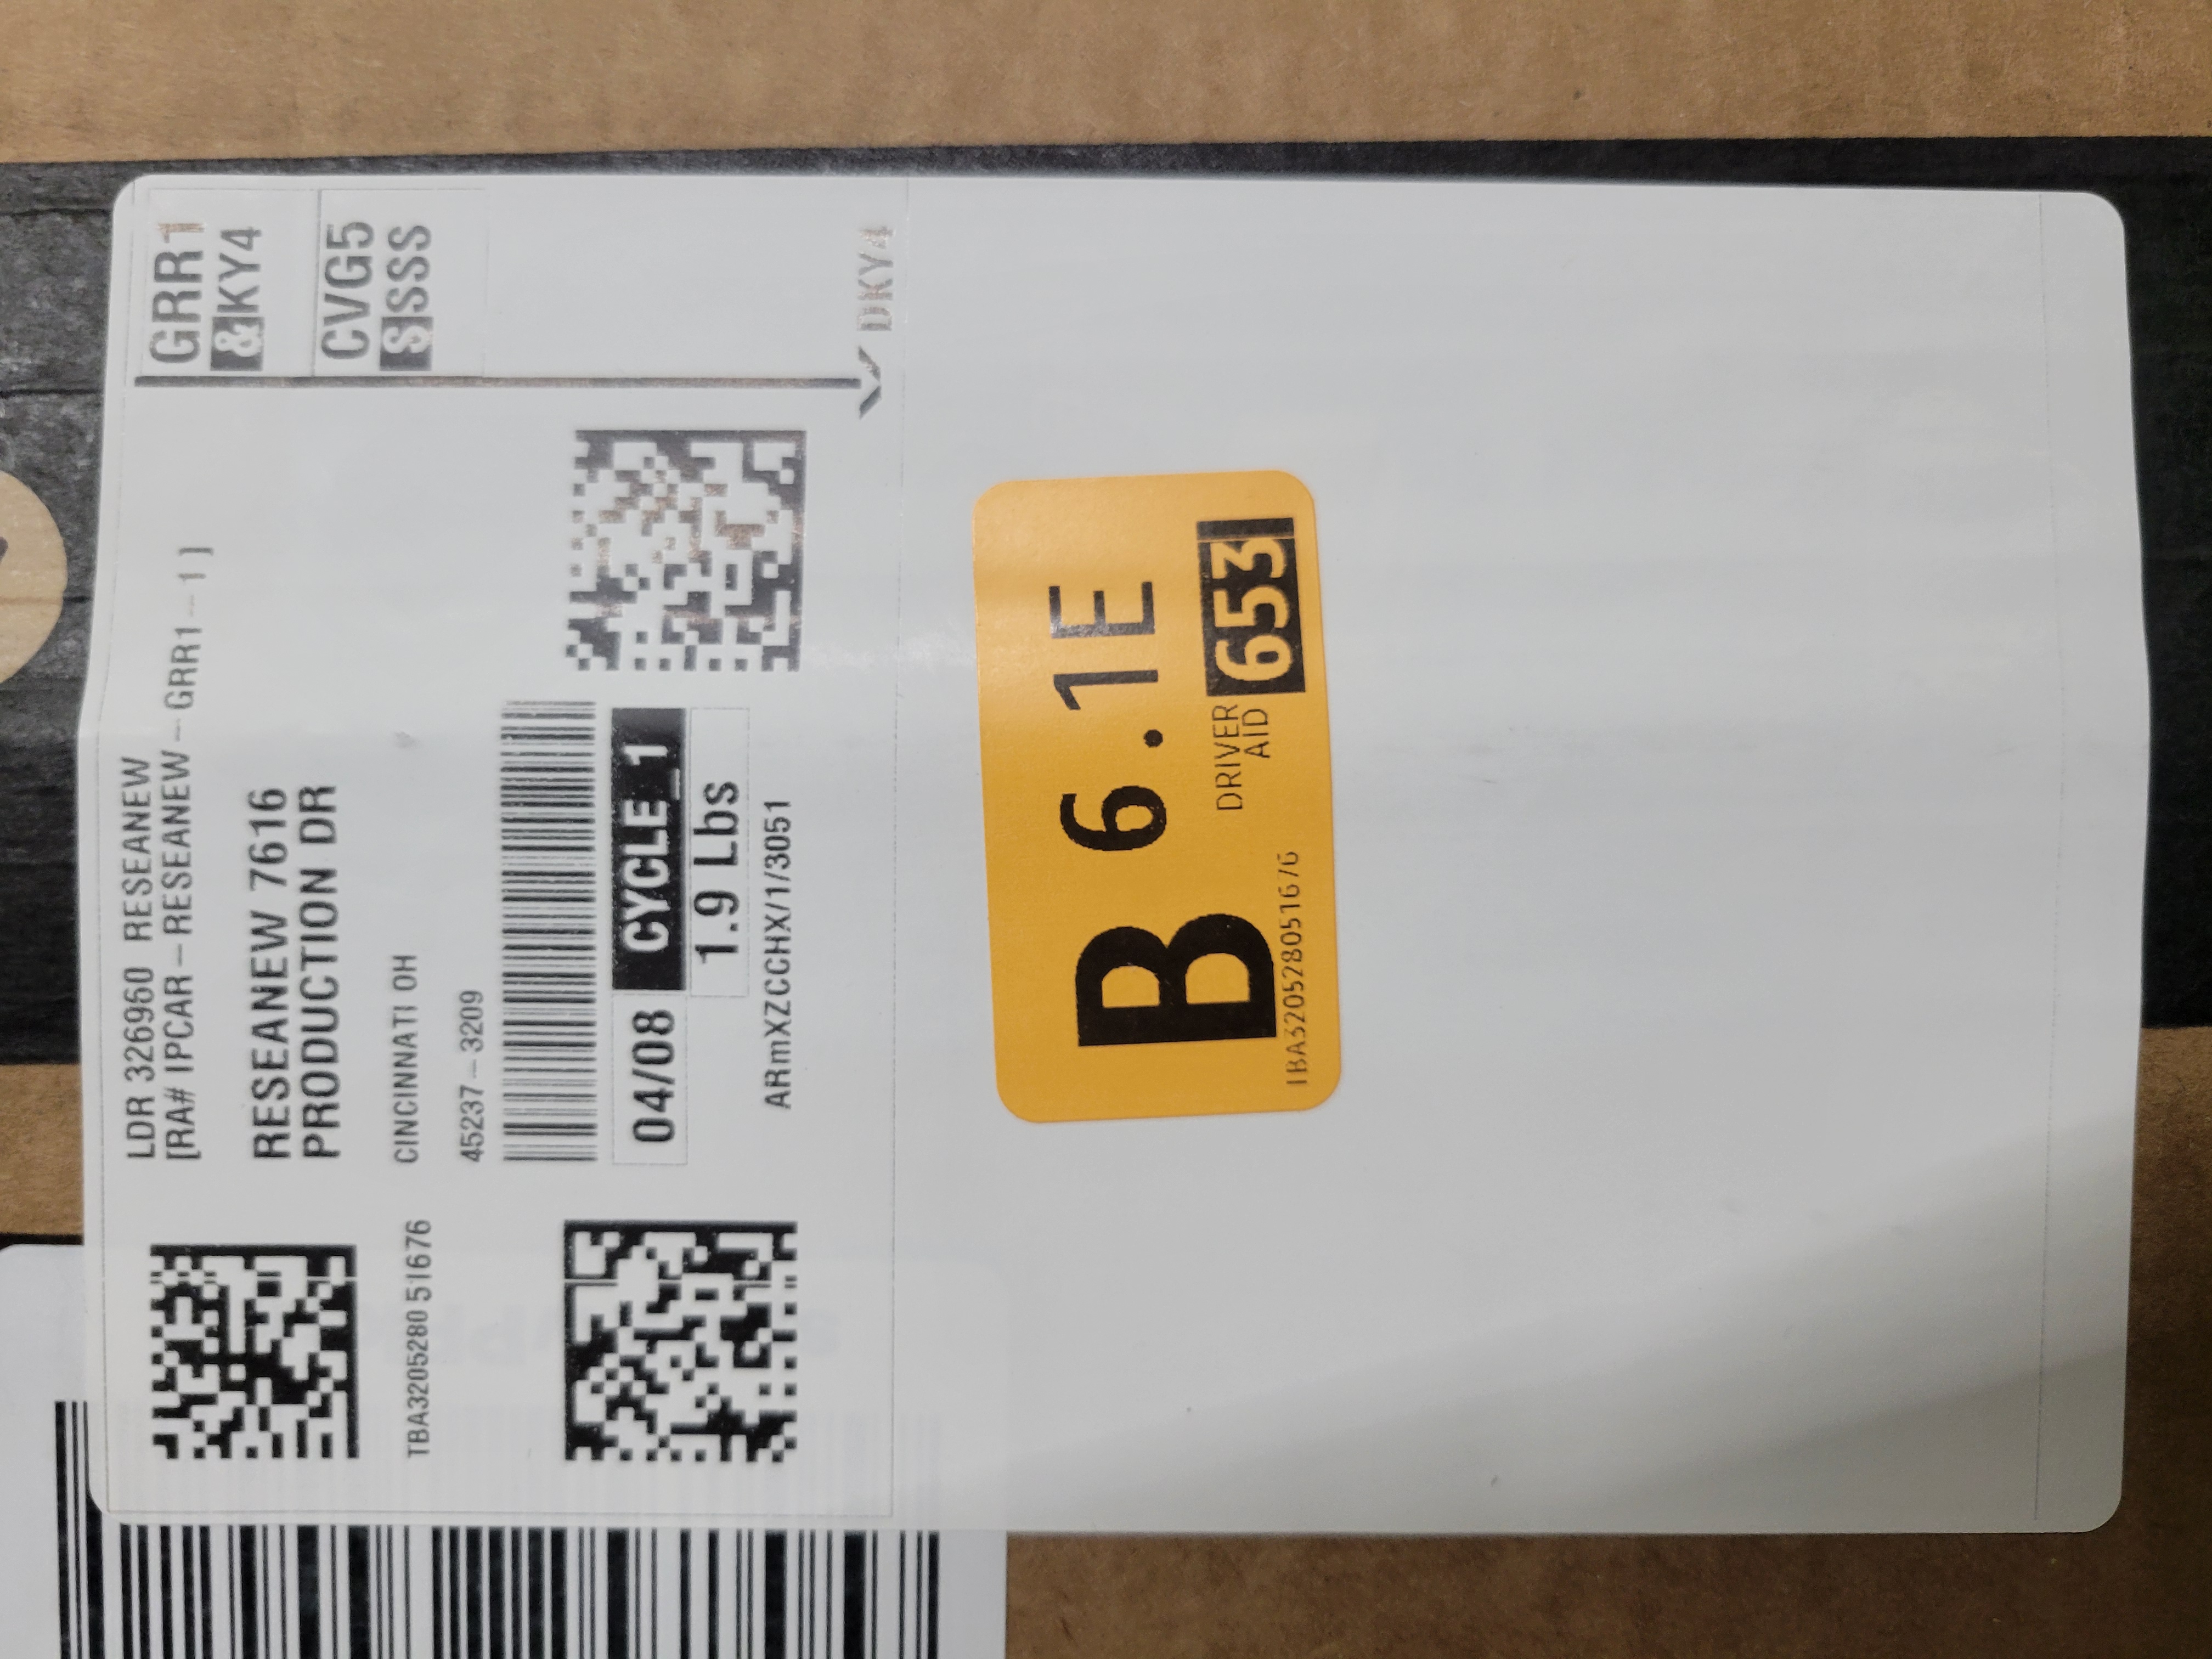 LDR 326960 RESEANEW
[RA# IPCAR-RESEANEW-GRR1--1]
GRR1
&KY4
RESEANEW 7616
PRODUCTION DR
CVG5
SSSSS
CINCINNATI OH
TBA320528051676
45237-3209
04/08 CYCLE_1
1.9 Lbs
ARmXZCCHX/1/3051
DKY4
B 6.1E
DRIVER
AID
653
TBA320528051676